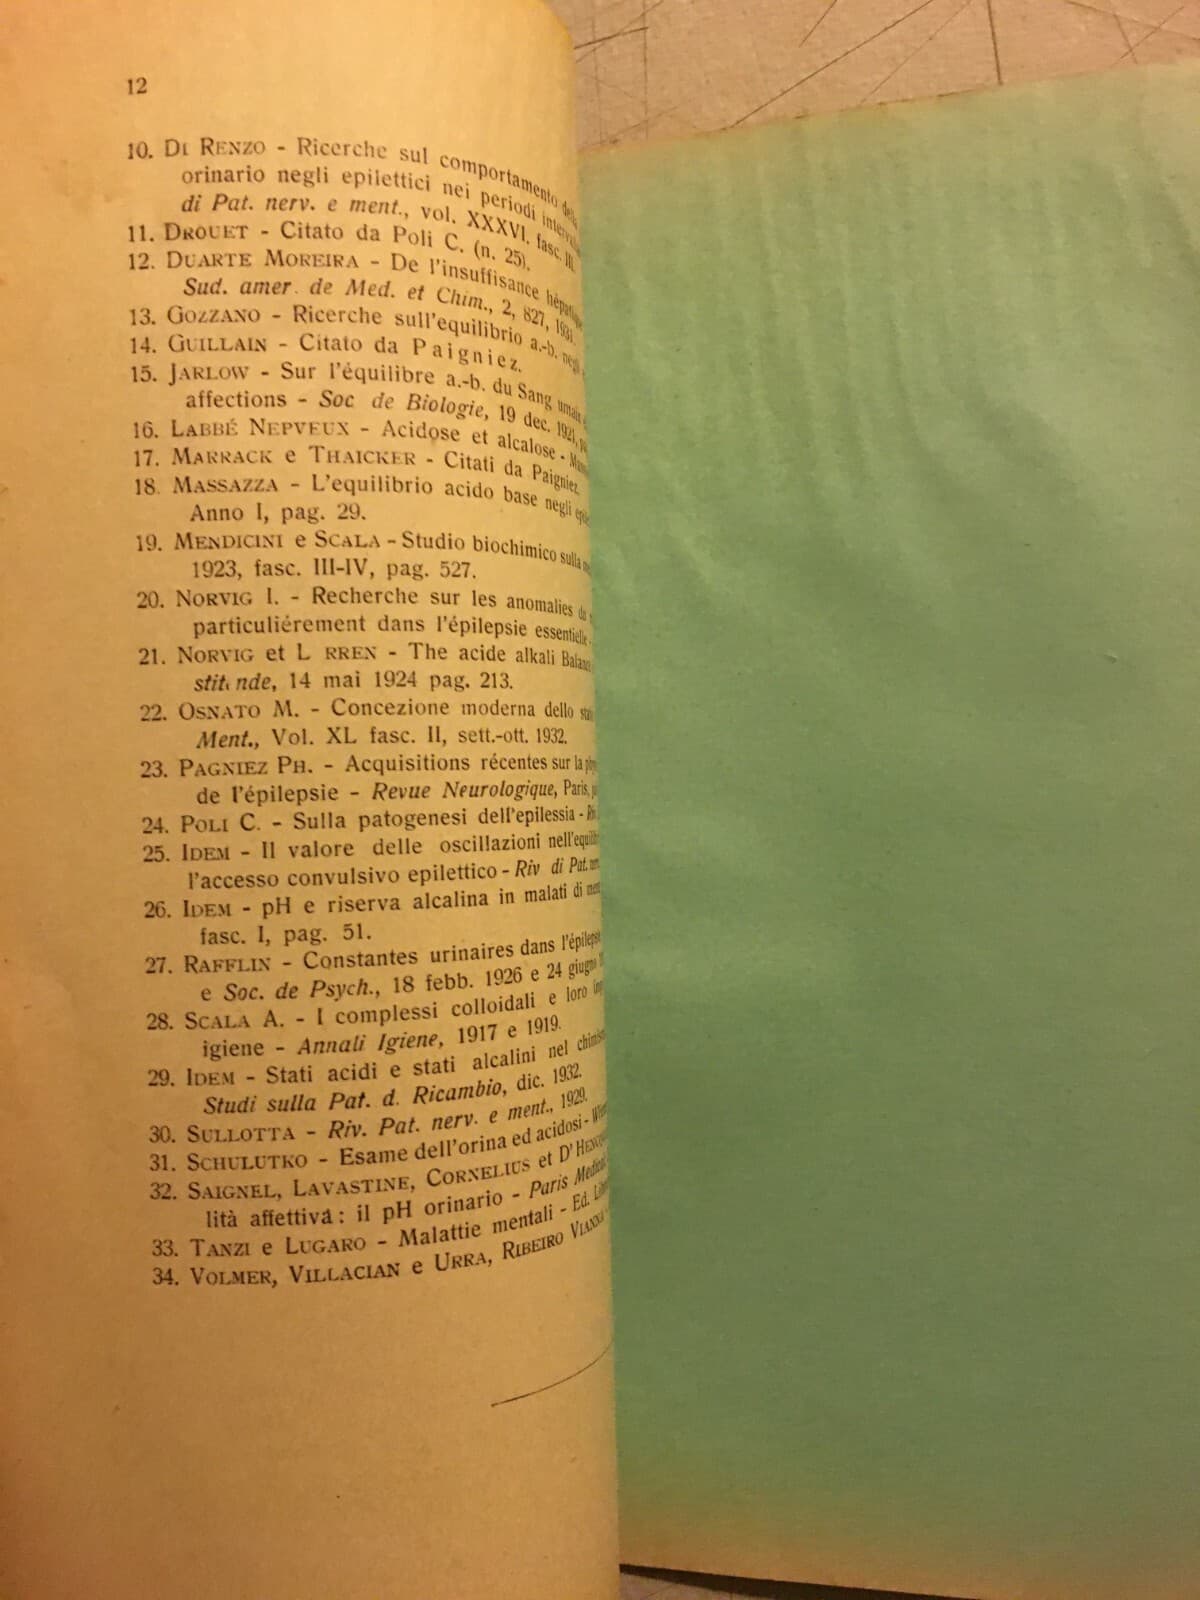 12
10. Di Renzo - Ricerche sul comportamento della
orinario negli epilettici nei periodi
di Pat. nerv. e ment., vol. XXXVI. fasc. III.
11. Drouet - Citato da Poli C. (n. 25).
12. Duarte Moreira - De l'insuffisance
Sud. amer. de Med. et Chim., 2, 827, 1931.
13. Gozzano - Ricerche sull'equilibrio a.-b. negli
14. Guillain - Citato da Paigniez.
15. Jarlow - Sur l'équilibre a.-b. du Sang umain
affections - Soc de Biologie, 19 dec. 1921,
16. Labbé Nepveux - Acidose et alcalose -
17. Marrack e Thaicker - Citati da Paigniez.
18. Massazza - L'equilibrio acido base negli
Anno I, pag. 29.
19. Mendicini e Scala - Studio biochimico sulla
1923, fasc. III-IV, pag. 527.
20. Norvig I. - Recherche sur les anomalies du
particuliérement dans l'épilepsie essentielle -
21. Norvig et L rren - The acide alkali Balance
stit nde, 14 mai 1924 pag. 213.
22. Osnato M. - Concezione moderna dello
Ment., Vol. XL fasc. II, sett.-ott. 1932.
23. Pagniez Ph. - Acquisitions récentes sur la
de l'épilepsie - Revue Neurologique, Paris,
24. Poli C. - Sulla patogenesi dell'epilessia -
25. Idem - Il valore delle oscillazioni nell'
l'accesso convulsivo epilettico - Riv di Pat.
26. Idem - pH e riserva alcalina in malati di
fasc. I, pag. 51.
27. Rafflin - Constantes urinaires dans
e Soc. de Psych., 18 febb. 1926 e 24 giugno
28. Scala A. - I complessi colloidali e loro
igiene - Annali Igiene, 1917 e 1919.
29. Idem - Stati acidi e stati alcalini nel
Studi sulla Pat. d. Ricambio, dic. 1932.
30. Sullotta - Riv. Pat. nerv. e ment., 1929.
31. Schulutko - Esame dell'orina ed acidosi -
32. Saignel, Lavastine, Cornelius et
lità affettiva: il pH orinario - Paris
33. Tanzi e Lugaro - Malattie mentali - Ed.
34. Volmer, Villacian e Urra, Ribeiro Vianna